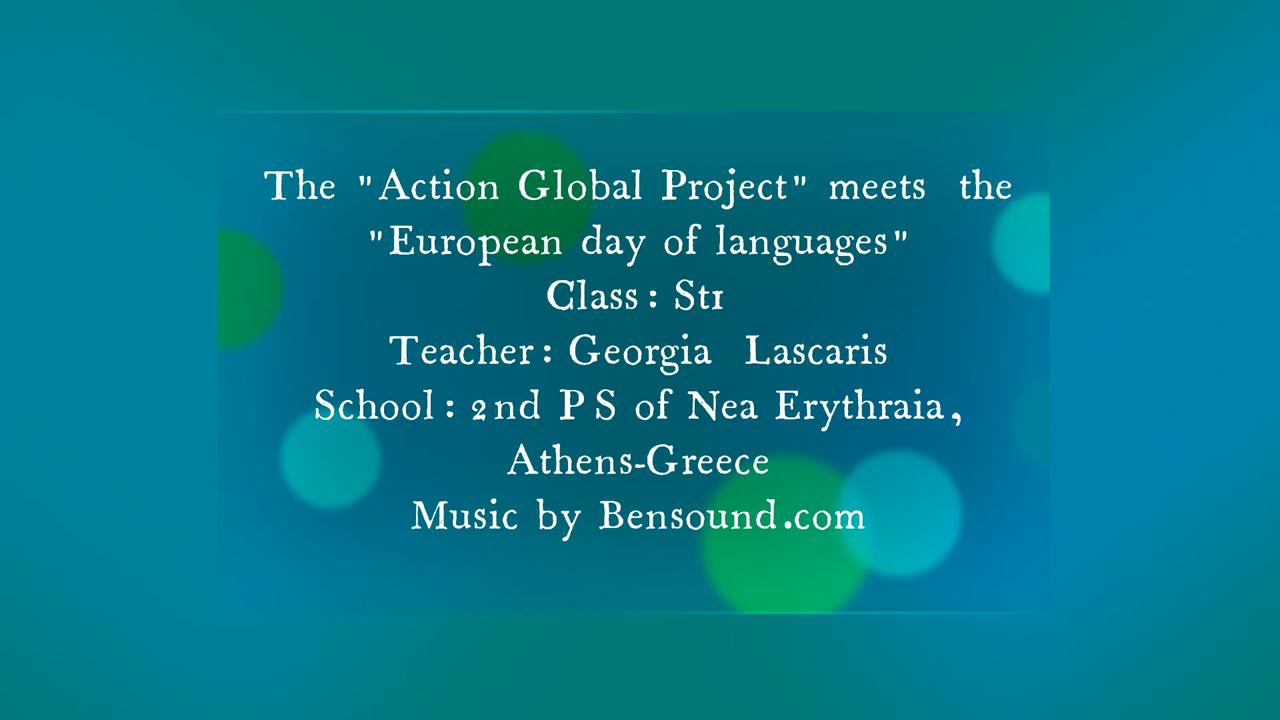 The "Action Global Project" meets the
"European day of languages"
Class: St1
Teacher: Georgia Lascaris
School: 2nd PS of Nea Erythraia,
Athens-Greece
Music by Bensound.com